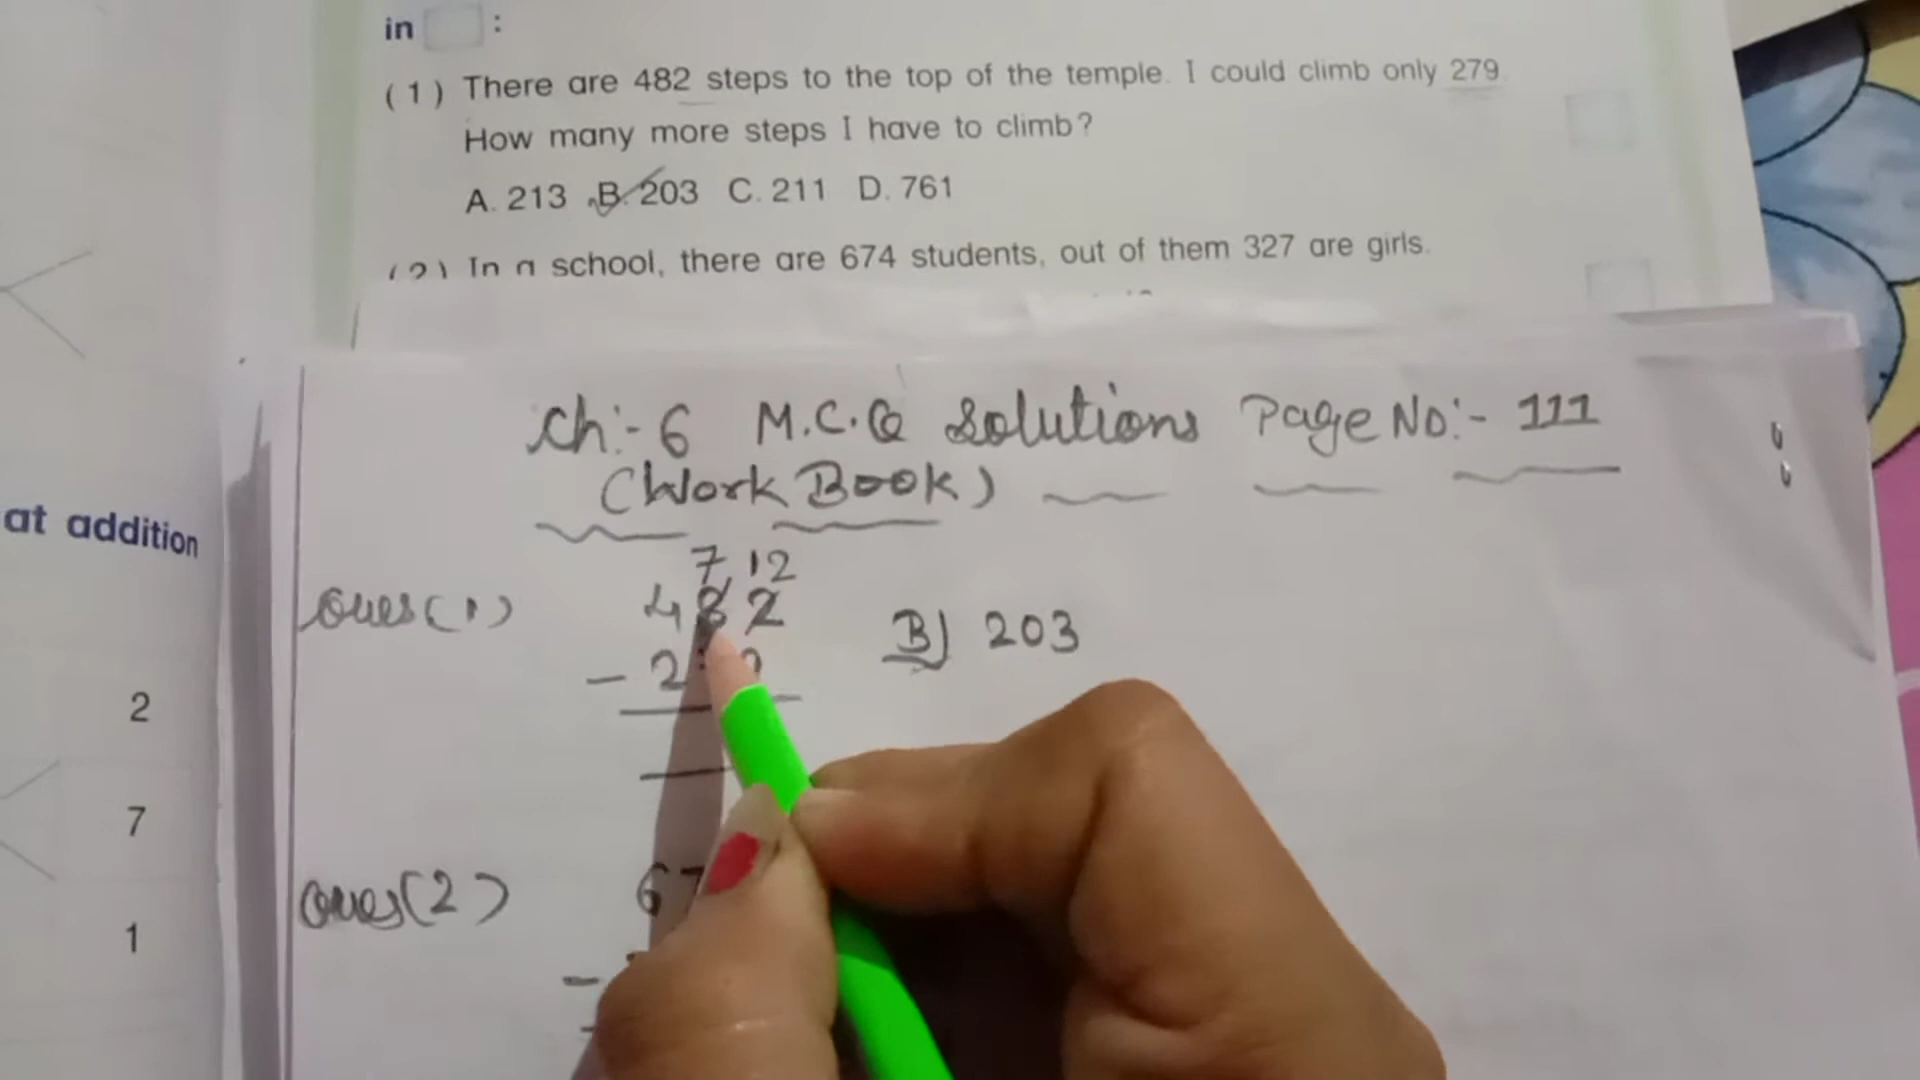 in :
(1) There are 482 steps to the top of the temple. I could climb only 279.
How many more steps I have to climb?
A. 213 B. 203 C. 211 D. 761
(2) In a school, there are 674 students, out of them 327 are girls.
at addition
2
7
1
Ch:- 6 M.C.Q Solutions Page No:- 111
(Work Book)
Ques(1)
7 12
482
- 2
B) 203
Ques(2)
67
-